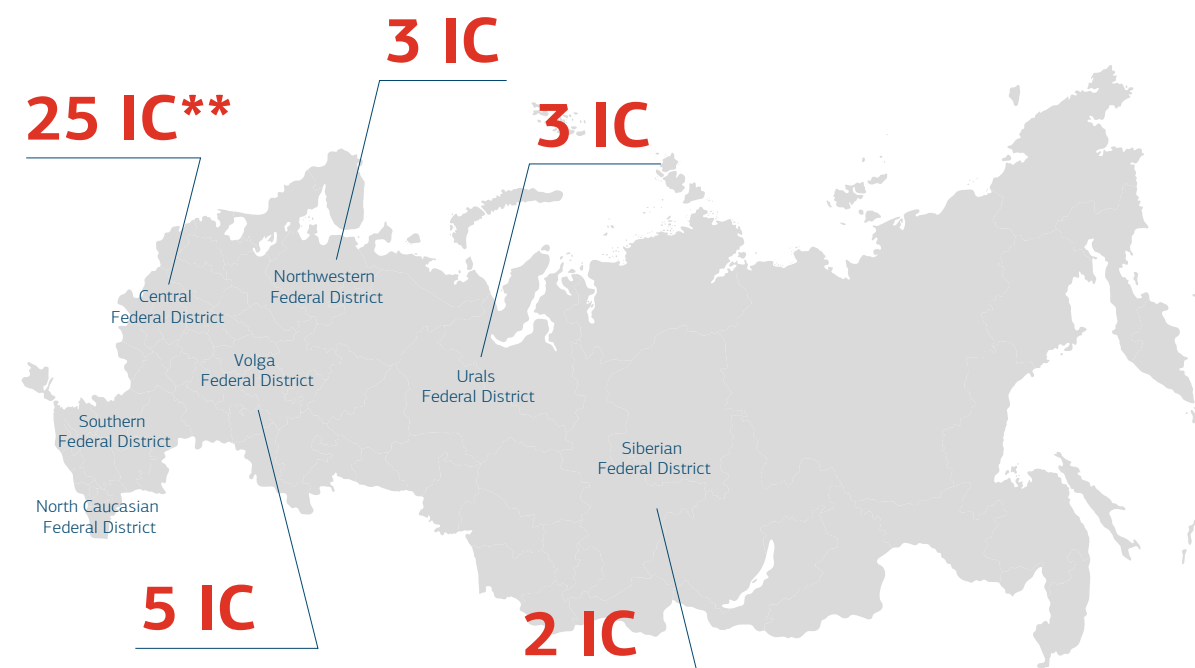 3 IC
25 IC**
3 IC
Northwestern
Federal District
Central
Federal District
Volga
Federal District
Urals
Federal District
Southern
Federal District
Siberian
Federal District
North Caucasian
Federal District
5 IC
2 IC